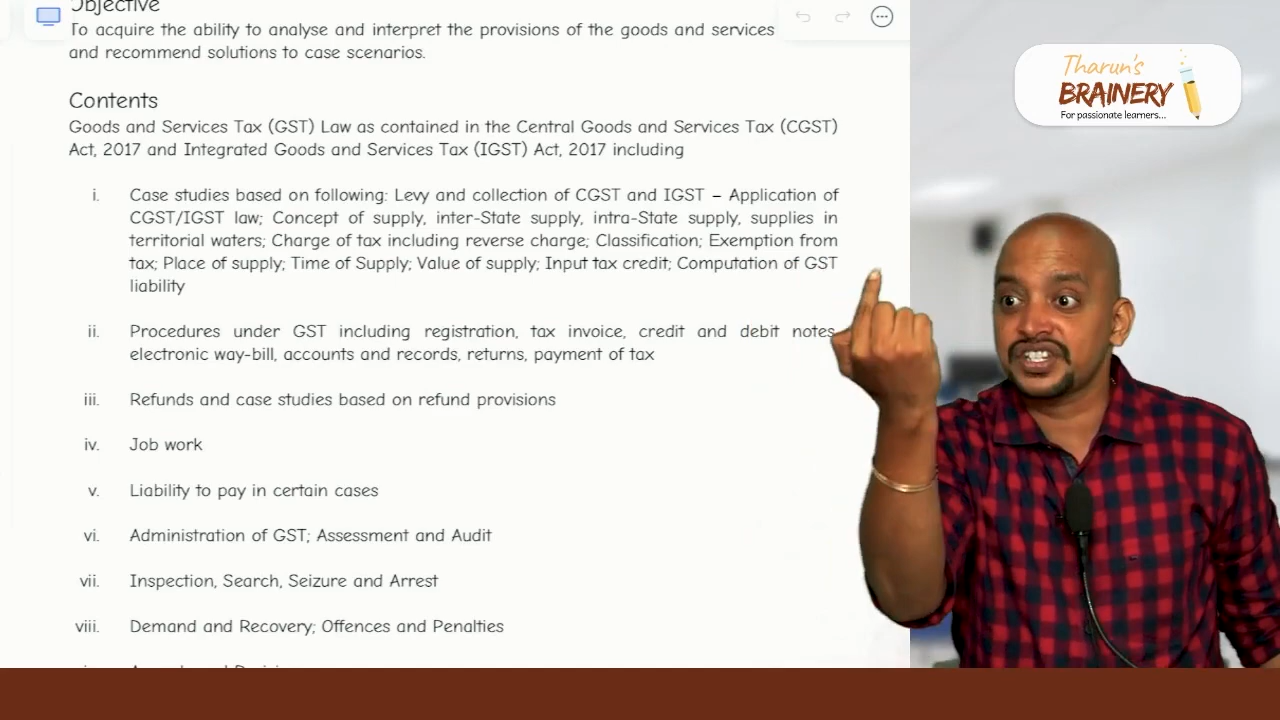 Objective
To acquire the ability to analyse and interpret the provisions of the goods and services
and recommend solutions to case scenarios.
Contents
Goods and Services Tax (GST) Law as contained in the Central Goods and Services Tax (CGST)
Act, 2017 and Integrated Goods and Services Tax (IGST) Act, 2017 including
i. Case studies based on following: Levy and collection of CGST and IGST – Application of
CGST/IGST law; Concept of supply, inter-State supply, intra-State supply, supplies in
territorial waters; Charge of tax including reverse charge; Classification; Exemption from
tax; Place of supply; Time of Supply; Value of supply; Input tax credit; Computation of GST
liability
ii. Procedures under GST including registration, tax invoice, credit and debit notes,
electronic way-bill, accounts and records, returns, payment of tax
iii. Refunds and case studies based on refund provisions
iv. Job work
v. Liability to pay in certain cases
vi. Administration of GST; Assessment and Audit
vii. Inspection, Search, Seizure and Arrest
viii. Demand and Recovery; Offences and Penalties
Tharun's
BRAINERY
For passionate learners...